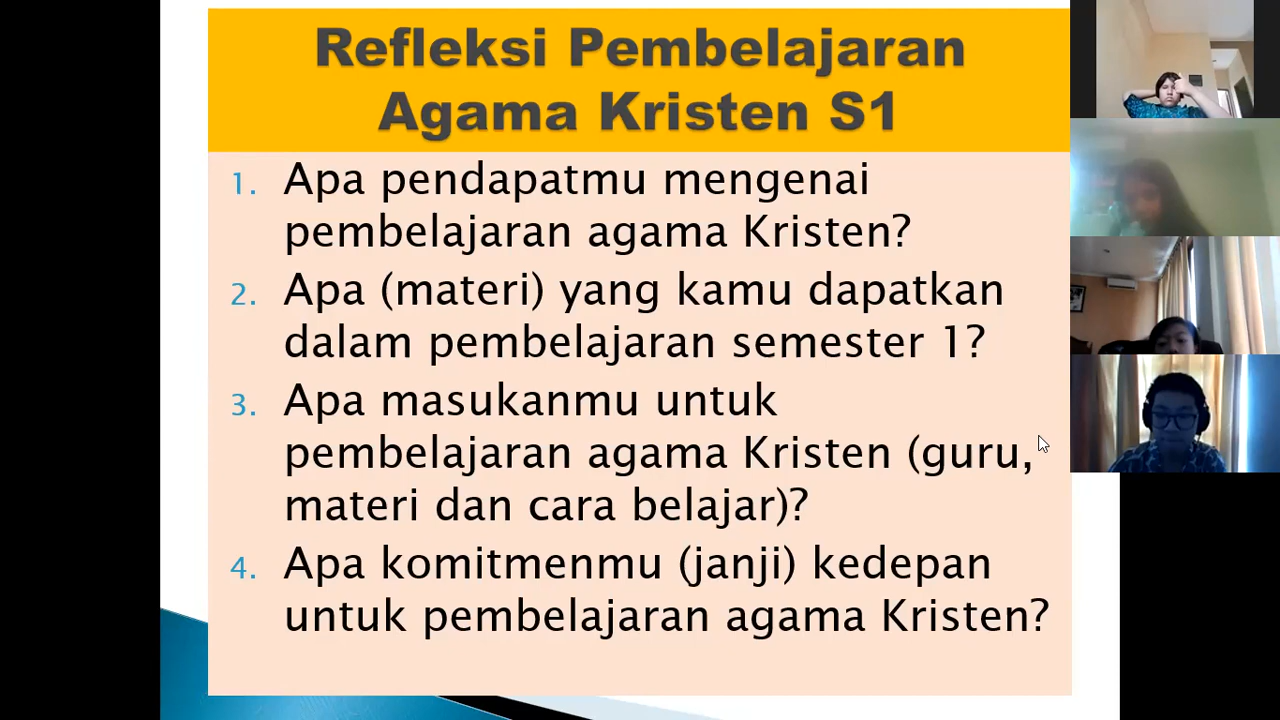 Refleksi Pembelajaran
Agama Kristen S1
1. Apa pendapatmu mengenai
pembelajaran agama Kristen?
2. Apa (materi) yang kamu dapatkan
dalam pembelajaran semester 1?
3. Apa masukanmu untuk
pembelajaran agama Kristen (guru,
materi dan cara belajar)?
4. Apa komitmenmu (janji) kedepan
untuk pembelajaran agama Kristen?